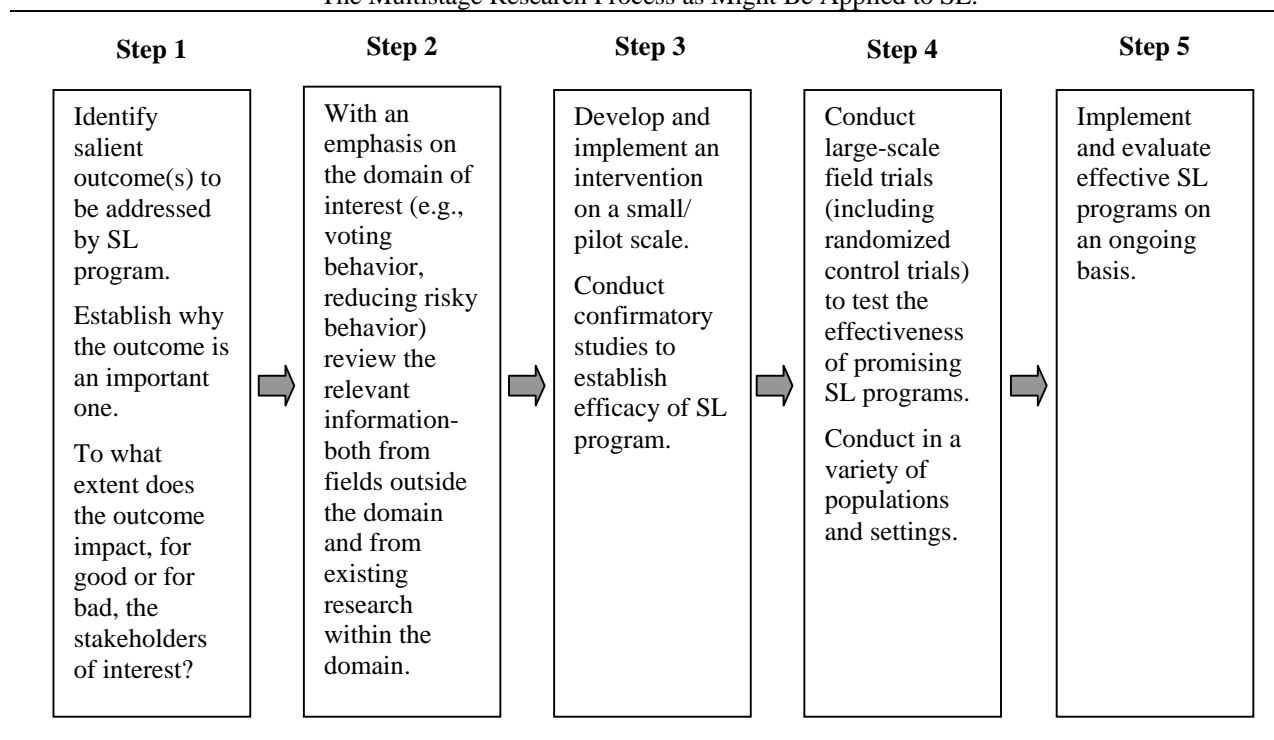 The Multistage Research Process as Might Be Applied to SL.
Step 1
Identify
salient
outcome(s) to
be addressed
by SL
program.
Establish why
the outcome is
an important
one.
To what
extent does
the outcome
impact, for
good or for
bad, the
stakeholders
of interest?
Step 2
With an
emphasis on
the domain of
interest (e.g.,
voting
behavior,
reducing risky
behavior)
review the
relevant
information-
both from
fields outside
the domain
and from
existing
research
within the
domain.
Step 3
Develop and
implement an
intervention
on a small/
pilot scale.
Conduct
confirmatory
studies to
establish
efficacy of SL
program.
Step 4
Conduct
large-scale
field trials
(including
randomized
control trials)
to test the
effectiveness
of promising
SL programs.
Conduct in a
variety of
populations
and settings.
Step 5
Implement
and evaluate
effective SL
programs on
an ongoing
basis.